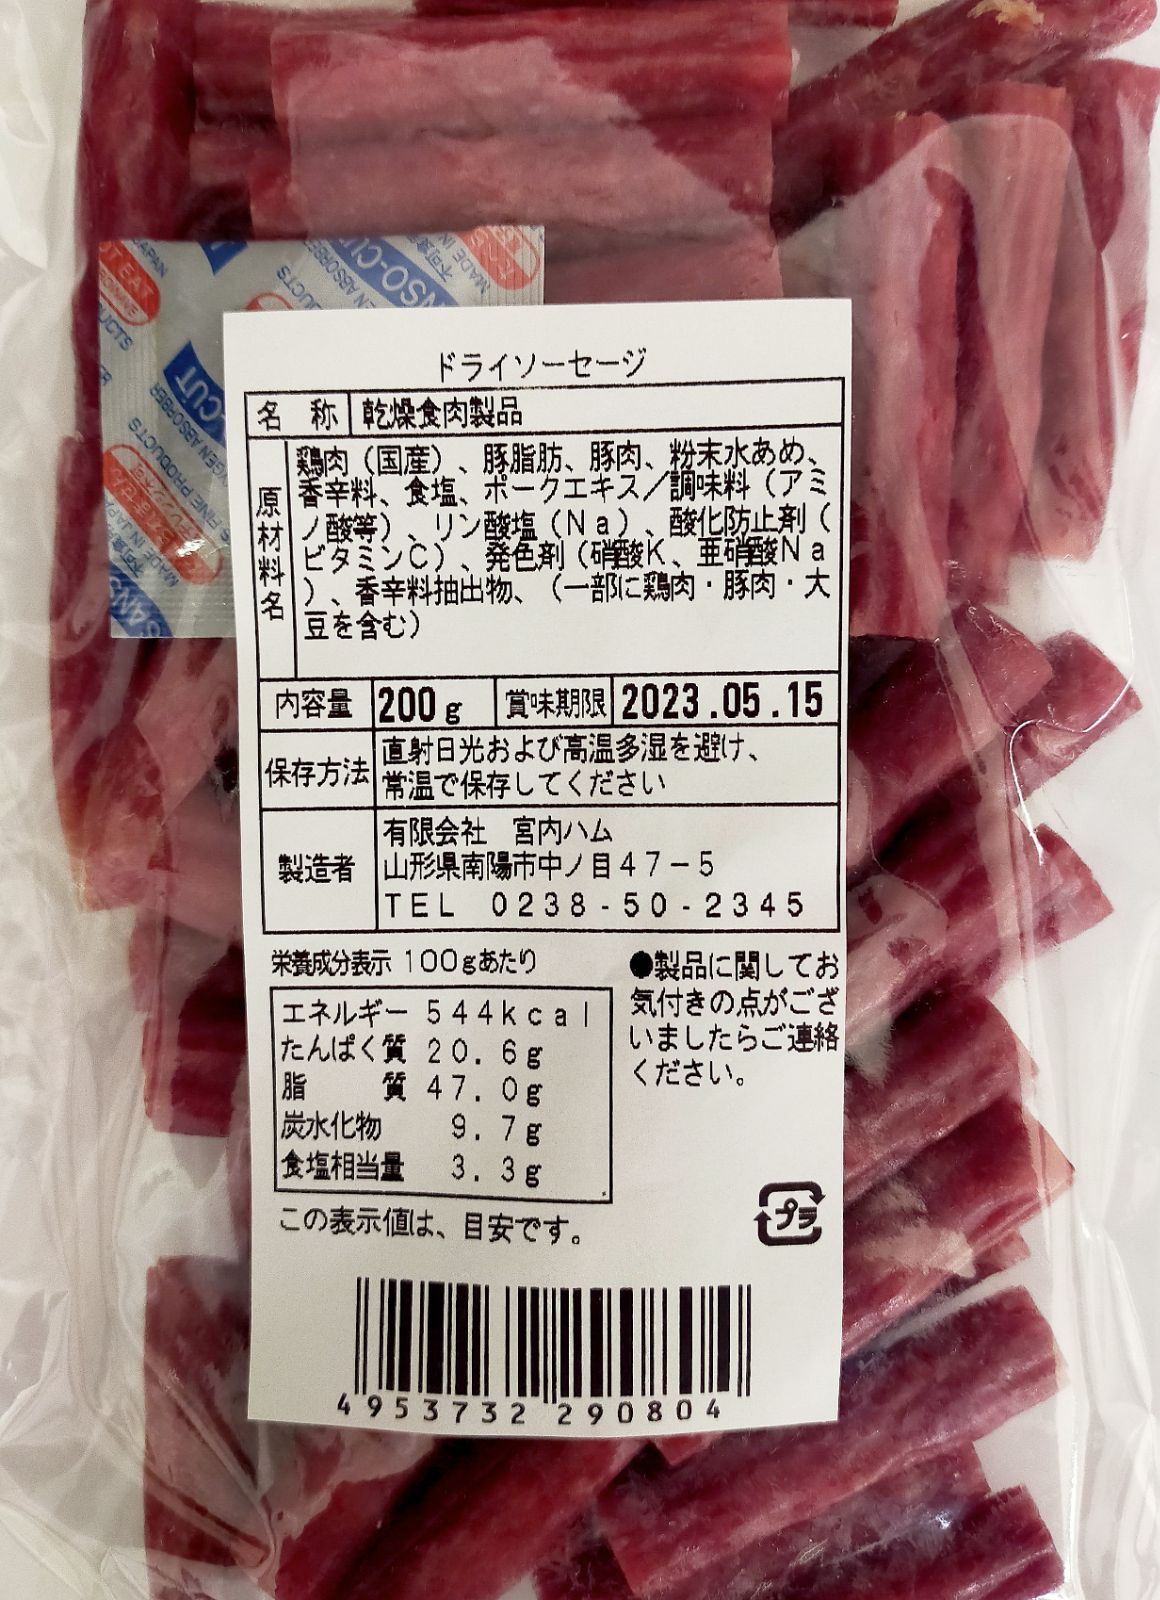 ドライソーセージ
名 称 乾燥食肉製品
原材料名
鶏肉（国産）、豚脂肪、豚肉、粉末水あめ、
香辛料、食塩、ポークエキス／調味料（アミ
ノ酸等）、リン酸塩（Ｎａ）、酸化防止剤（
ビタミンＣ）、発色剤（硝酸Ｋ、亜硝酸Ｎａ
）、香辛料抽出物、（一部に鶏肉・豚肉・大
豆を含む）
内容量 200g 賞味期限 2023.05.15
保存方法
直射日光および高温多湿を避け、
常温で保存してください
製造者
有限会社 宮内ハム
山形県南陽市中ノ目４７－５
ＴＥＬ ０２３８-５０-２３４５
栄養成分表示 100gあたり
エネルギー 544kcal
たんぱく質 20.6g
脂 質 47.0g
炭水化物 9.7g
食塩相当量 3.3g
この表示値は、目安です。
●製品に関してお
気付きの点がござ
いましたらご連絡
ください。
プラ
4953732290804